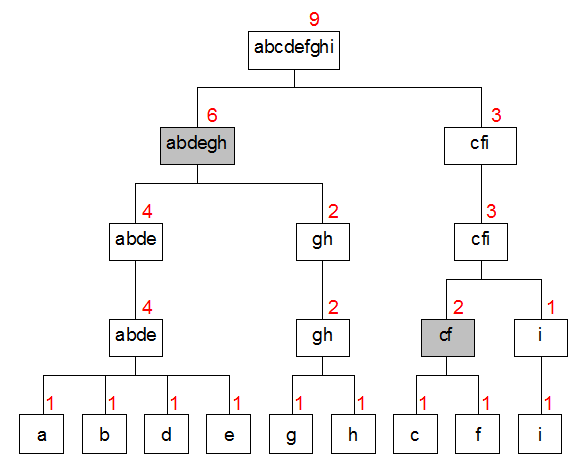 9
abcdefghi
6 3
abdegh cfi
4 2 3
abde gh cfi
4 2 2 1
abde gh cf i
1 1 1 1 1 1 1 1 1
a b d e g h c f i